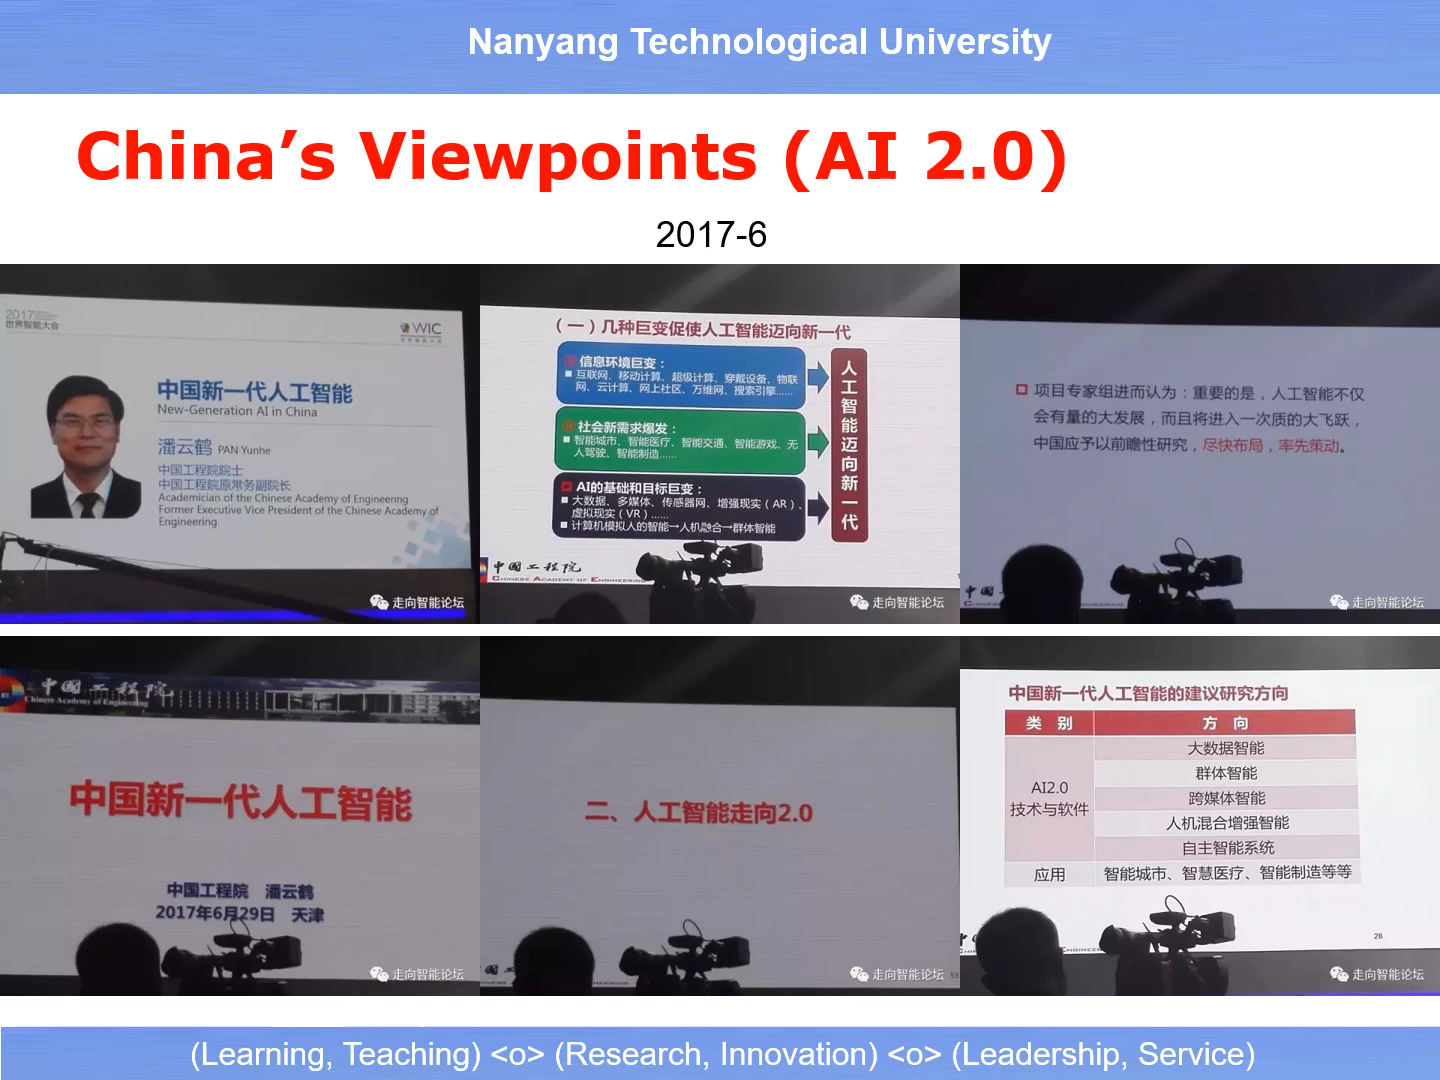 Nanyang Technological University
China’s Viewpoints (AI 2.0)
2017-6
2017
世界智能大会
WIC
中国新一代人工智能
New-Generation AI in China
潘云鹤 PAN Yunhe
中国工程院院士
中国工程院原常务副院长
Academician of the Chinese Academy of Engineering
Former Executive Vice President of the Chinese Academy of
Engineering
走向智能论坛
（一）几种巨变促使人工智能迈向新一代
信息环境巨变：
互联网、移动计算、超级计算、穿戴设备、物联
网、云计算、网上社区、万维网、搜索引擎……
社会新需求爆发：
智能城市、智能医疗、智能交通、智能游戏、无
人驾驶、智能制造……
AI的基础和目标巨变：
大数据、多媒体、传感器网、增强现实（AR）、
虚拟现实（VR）……
计算机模拟人的智能→人机融合→群体智能
人工智能迈向新一代
中国工程院
CHINESE ACADEMY OF ENGINEERING
走向智能论坛
项目专家组进而认为：重要的是，人工智能不仅
会有量的大发展，而且将进入一次质的大飞跃，
中国应予以前瞻性研究，尽快布局，率先策动。
中国
走向智能论坛
中国工程院
Chinese Academy of Engineering
中国新一代人工智能
中国工程院 潘云鹤
2017年6月29日 天津
走向智能论坛
二、人工智能走向2.0
走向智能论坛
13
中国新一代人工智能的建议研究方向
类 别 方 向
AI2.0
技术与软件
大数据智能
群体智能
跨媒体智能
人机混合增强智能
自主智能系统
应用 智能城市、智慧医疗、智能制造等等
28
走向智能论坛
(Learning, Teaching) <o> (Research, Innovation) <o> (Leadership, Service)